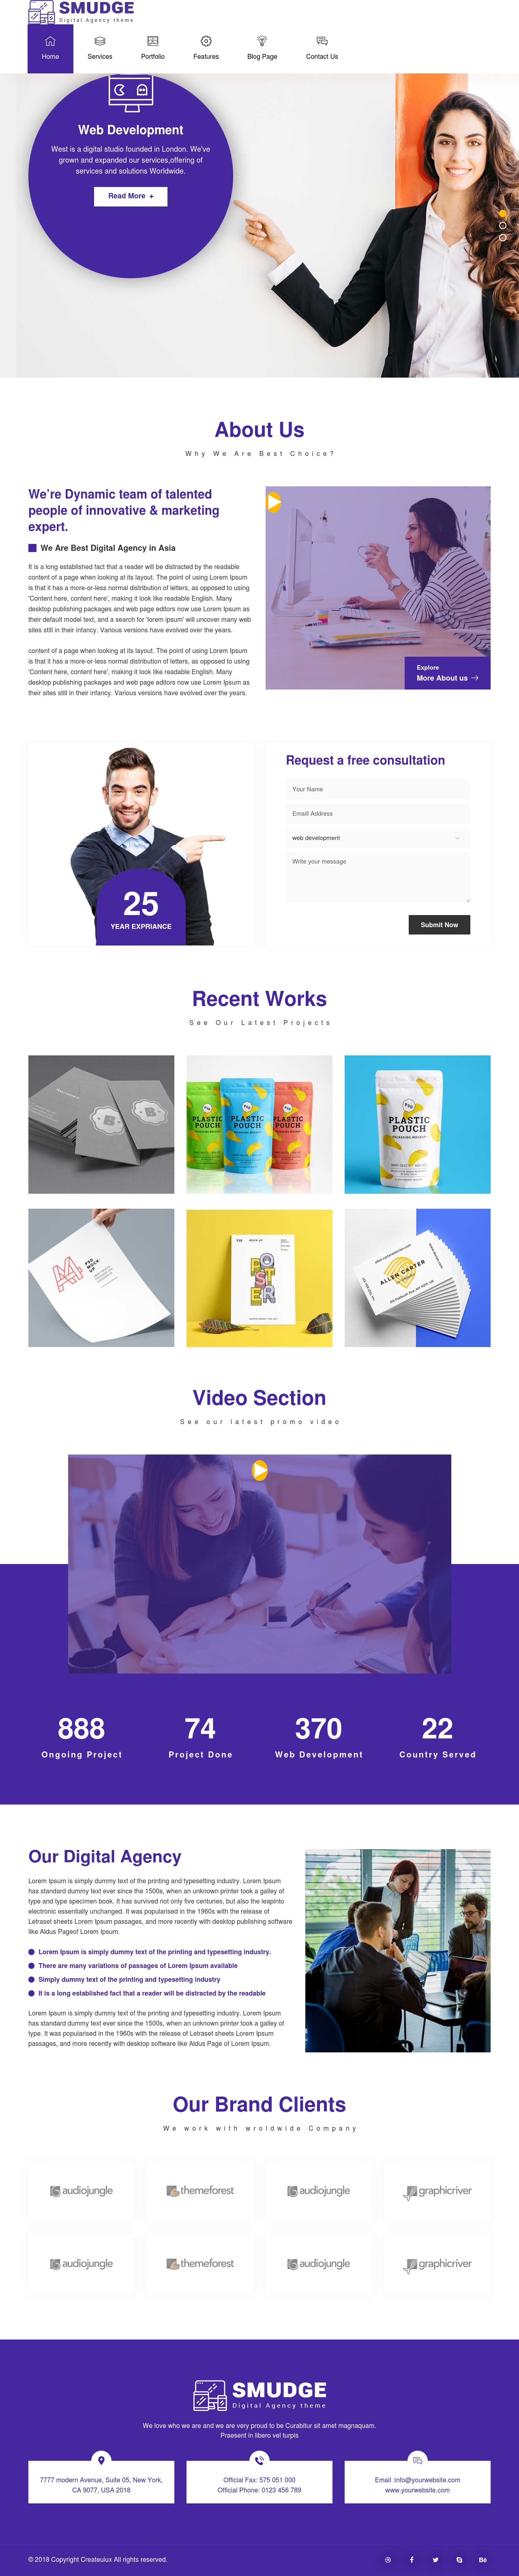 SMUDGE
Digital Agency theme
Home
Services
Portfolio
Features
Blog Page
Contact Us
Web Development
West is a digital studio founded in London. We've
grown and expanded our services,offering of
services and solutions Worldwide.
Read More +
About Us
Why We Are Best Choice?
We're Dynamic team of talented
people of innovative & marketing
expert.
We Are Best Digital Agency in Asia
It is a long established fact that a reader will be distracted by the readable
content of a page when looking at its layout. The point of using Lorem Ipsum
is that it has a more-or-less normal distribution of letters, as opposed to using
'Content here, content here', making it look like readable English. Many
desktop publishing packages and web page editors now use Lorem Ipsum as
their default model text, and a search for 'lorem ipsum' will uncover many web
sites still in their infancy. Various versions have evolved over the years.
content of a page when looking at its layout. The point of using Lorem Ipsum
is that it has a more-or-less normal distribution of letters, as opposed to using
'Content here, content here', making it look like readable English. Many
desktop publishing packages and web page editors now use Lorem Ipsum as
their sites still in their infancy. Various versions have evolved over the years.
Explore
More About us
25
YEAR EXPRIANCE
Request a free consultation
Your Name
Emaill Address
web development
Write your message
Submit Now
Recent Works
See Our Latest Projects
PLASTIC
POUCH
PLASTIC
POUCH
PLASTIC
POUCH
PLASTIC
POUCH
PACKAGING MOCKUP
PSD
MOCK-
UP
POSTER
ALLEN CARTER
Video Section
See our latest promo video
888
Ongoing Project
74
Project Done
370
Web Development
22
Country Served
Our Digital Agency
Lorem Ipsum is simply dummy text of the printing and typesetting industry. Lorem Ipsum
has standard dummy text ever since the 1500s, when an unknown printer took a galley of
type and type specimen book. It has survived not only five centuries, but also the leapinto
electronic essentially unchanged. It was popularised in the 1960s with the release of
Letraset sheets Lorem Ipsum passages, and more recently with desktop publishing software
like Aldus Pageof Lorem Ipsum.
Lorem Ipsum is simply dummy text of the printing and typesetting industry.
There are many variations of passages of Lorem Ipsum available
Simply dummy text of the printing and typesetting industry
It is a long established fact that a reader will be distracted by the readable
Lorem Ipsum is simply dummy text of the printing and typesetting industry. Lorem Ipsum
has standard dummy text ever since the 1500s, when an unknown printer took a galley of
type. It was popularised in the 1960s with the release of Letraset sheets Lorem Ipsum
passages, and more recently with desktop software like Aldus Page of Lorem Ipsum.
Our Brand Clients
We work with wroldwide Company
audiojungle
themeforest
audiojungle
graphicriver
audiojungle
themeforest
audiojungle
graphicriver
SMUDGE
Digital Agency theme
We love who we are and we are very proud to be Curabitur sit amet magnaquam.
Praesent in libero vel turpis
7777 modern Avenue, Suite 05, New York,
CA 9077, USA 2018
Official Fax: 575 051 000
Official Phone: 0123 456 789
Email :info@yourwebsite.com
www.yourwebsite.com
© 2018 Copyright Createuiux All rights reserved.
Bē